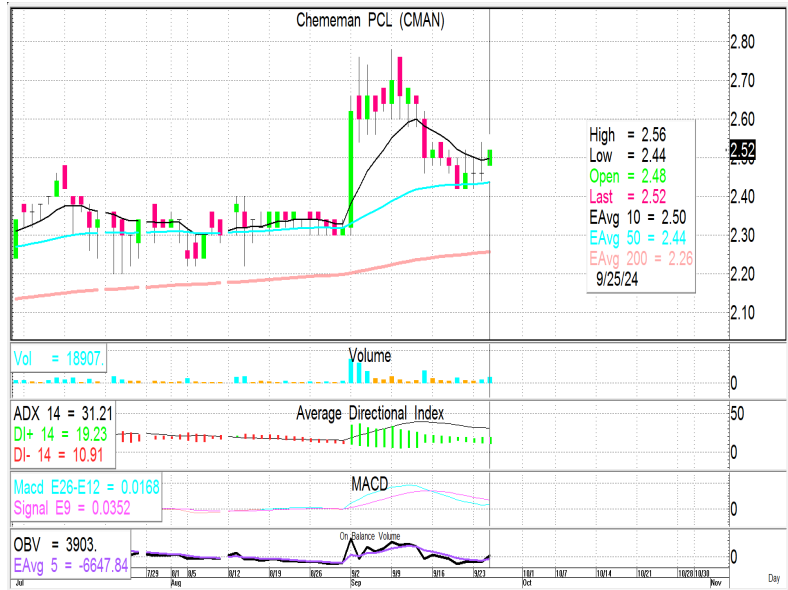 Chememan PCL (CMAN)
2.80
2.70
2.60
2.52
2.40
2.30
2.20
2.10
High = 2.56
Low = 2.44
Open = 2.48
Last = 2.52
EAvg 10 = 2.50
EAvg 50 = 2.44
EAvg 200 = 2.26
9/25/24
Vol = 18907.
Volume
0
ADX 14 = 31.21
DI+ 14 = 19.23
DI- 14 = 10.91
Average Directional Index
50
0
Macd E26-E12 = 0.0168
Signal E9 = 0.0352
MACD
0
OBV = 3903.
EAvg 5 = -6647.84
On Balance Volume
0
7/29 8/1 8/5 8/12 8/19 8/26 9/2 9/9 9/16 9/23 10/1 10/7 10/14 10/21 10/28 10/30
Jul Aug Sep Oct Nov Day